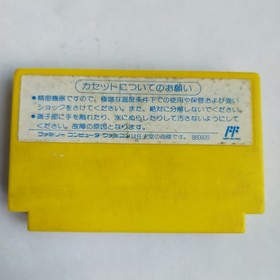 カセットについてのお願い
●精密機器ですので、極端な温度条件下での使用や保管および強い
ショックをさけてください。また、絶対に分解しないでください。
●端子部に手を触れたり、水にぬらしたりして汚さないようにして
ください。故障の原因となります。
ファミリーコンピュータ・ファミコンは任天堂の商標です。
FF